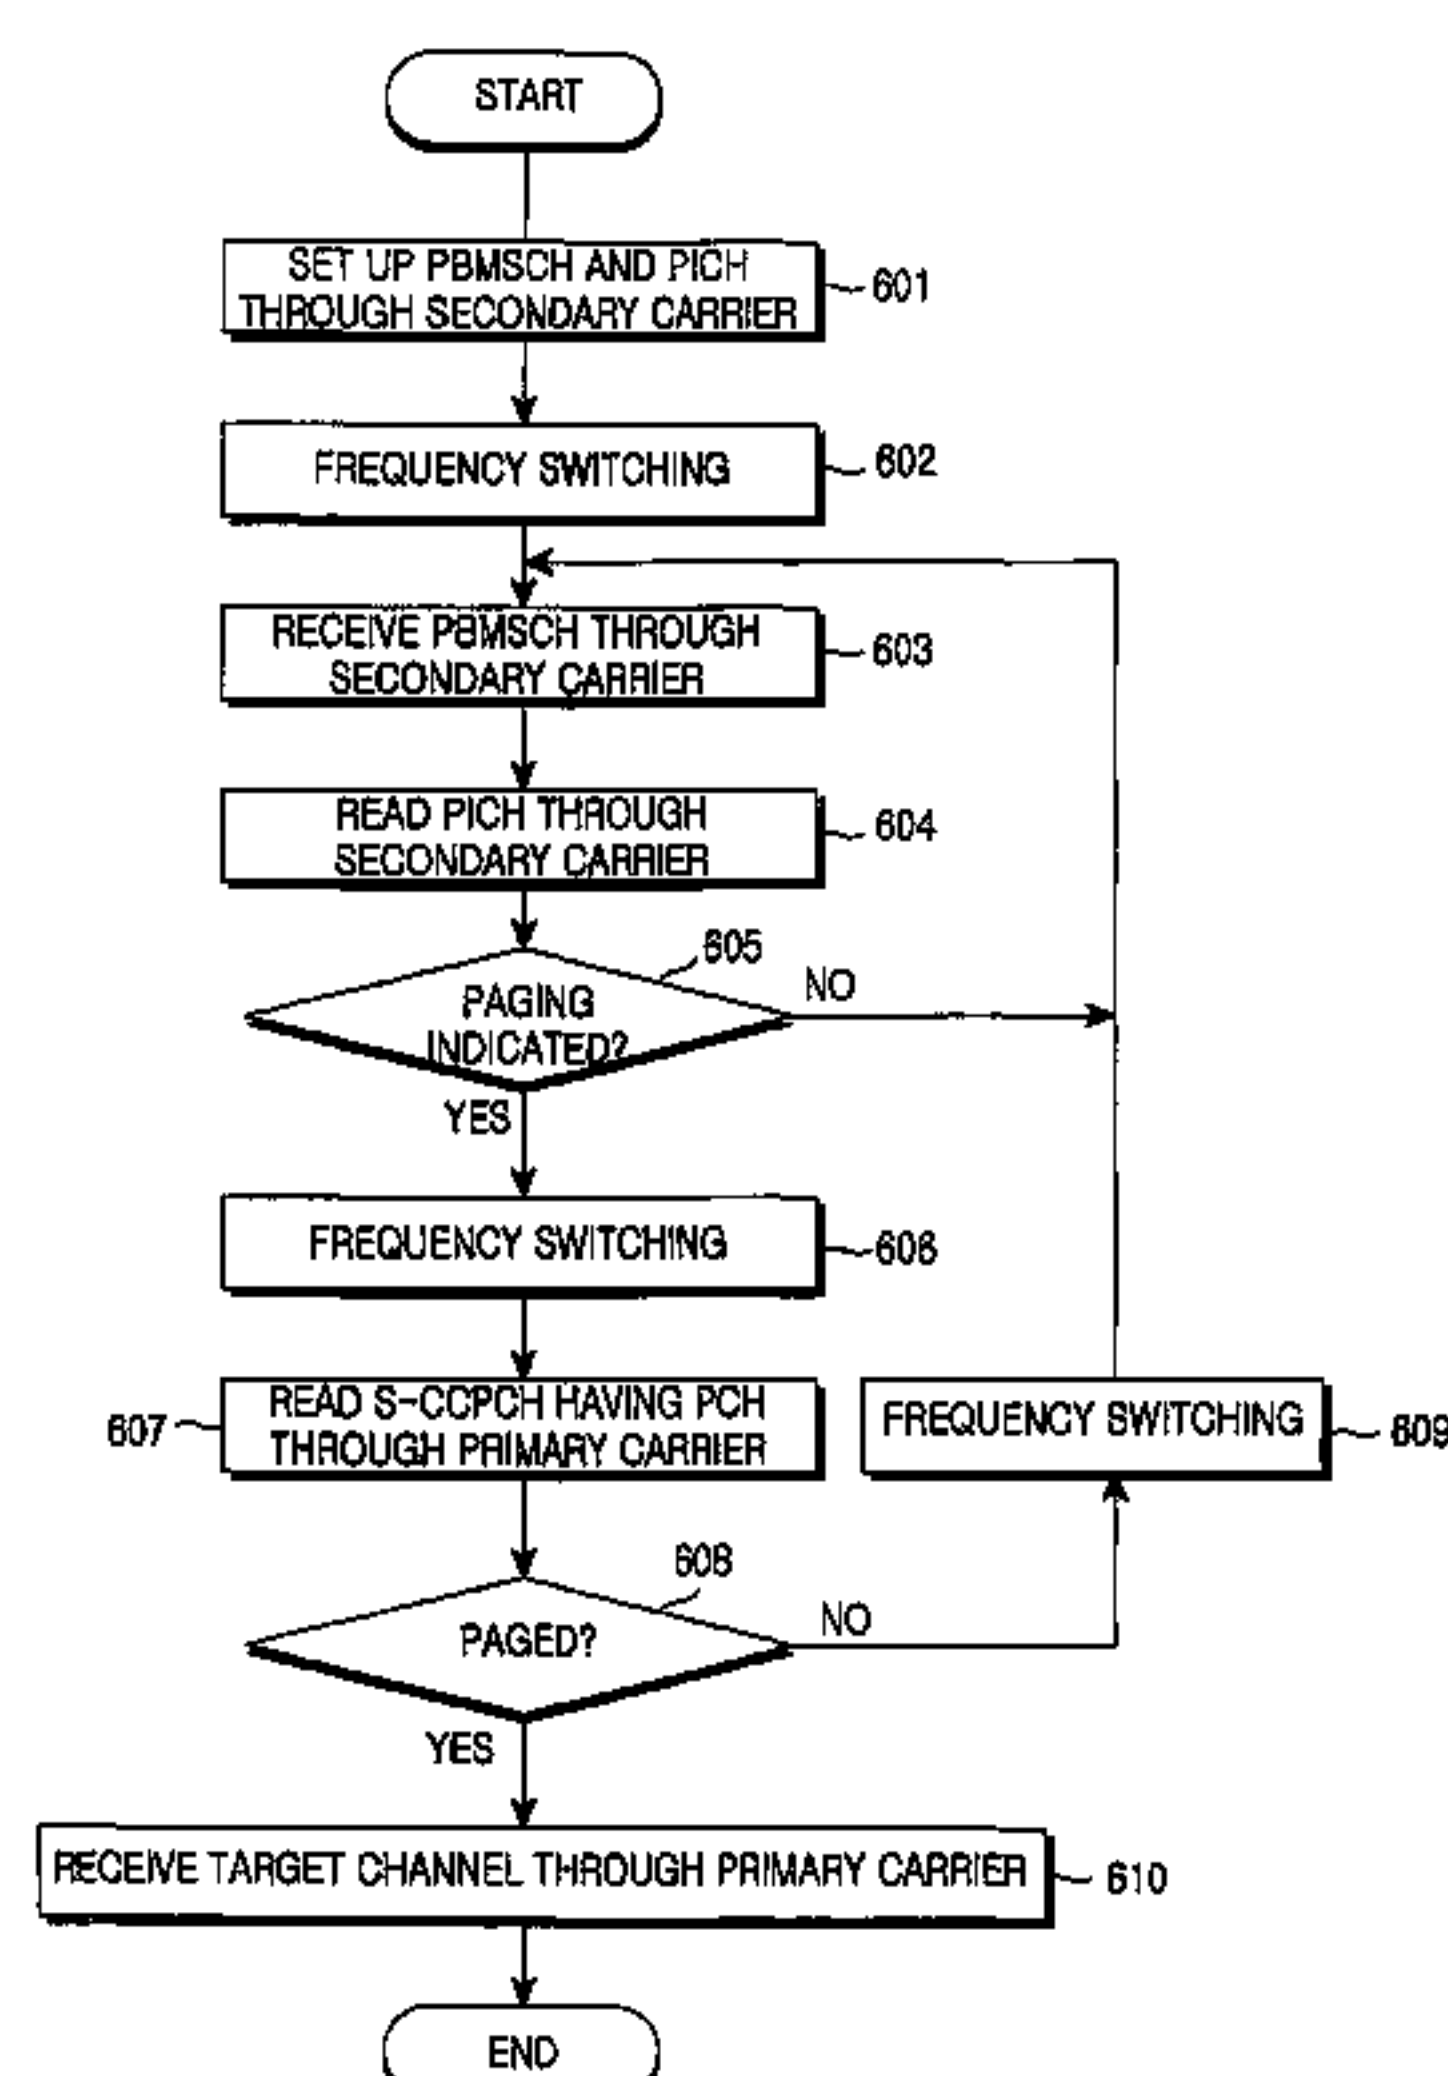 START
SET UP PBMSCH AND PICH
THROUGH SECONDARY CARRIER
601
FREQUENCY SWITCHING
602
RECEIVE PBMSCH THROUGH
SECONDARY CARRIER
603
READ PICH THROUGH
SECONDARY CARRIER
604
605
PAGING
INDICATED?
NO
YES
FREQUENCY SWITCHING
606
READ S-CCPCH HAVING PCH
THROUGH PRIMARY CARRIER
607
FREQUENCY SWITCHING
609
608
PAGED?
NO
YES
RECEIVE TARGET CHANNEL THROUGH PRIMARY CARRIER
610
END